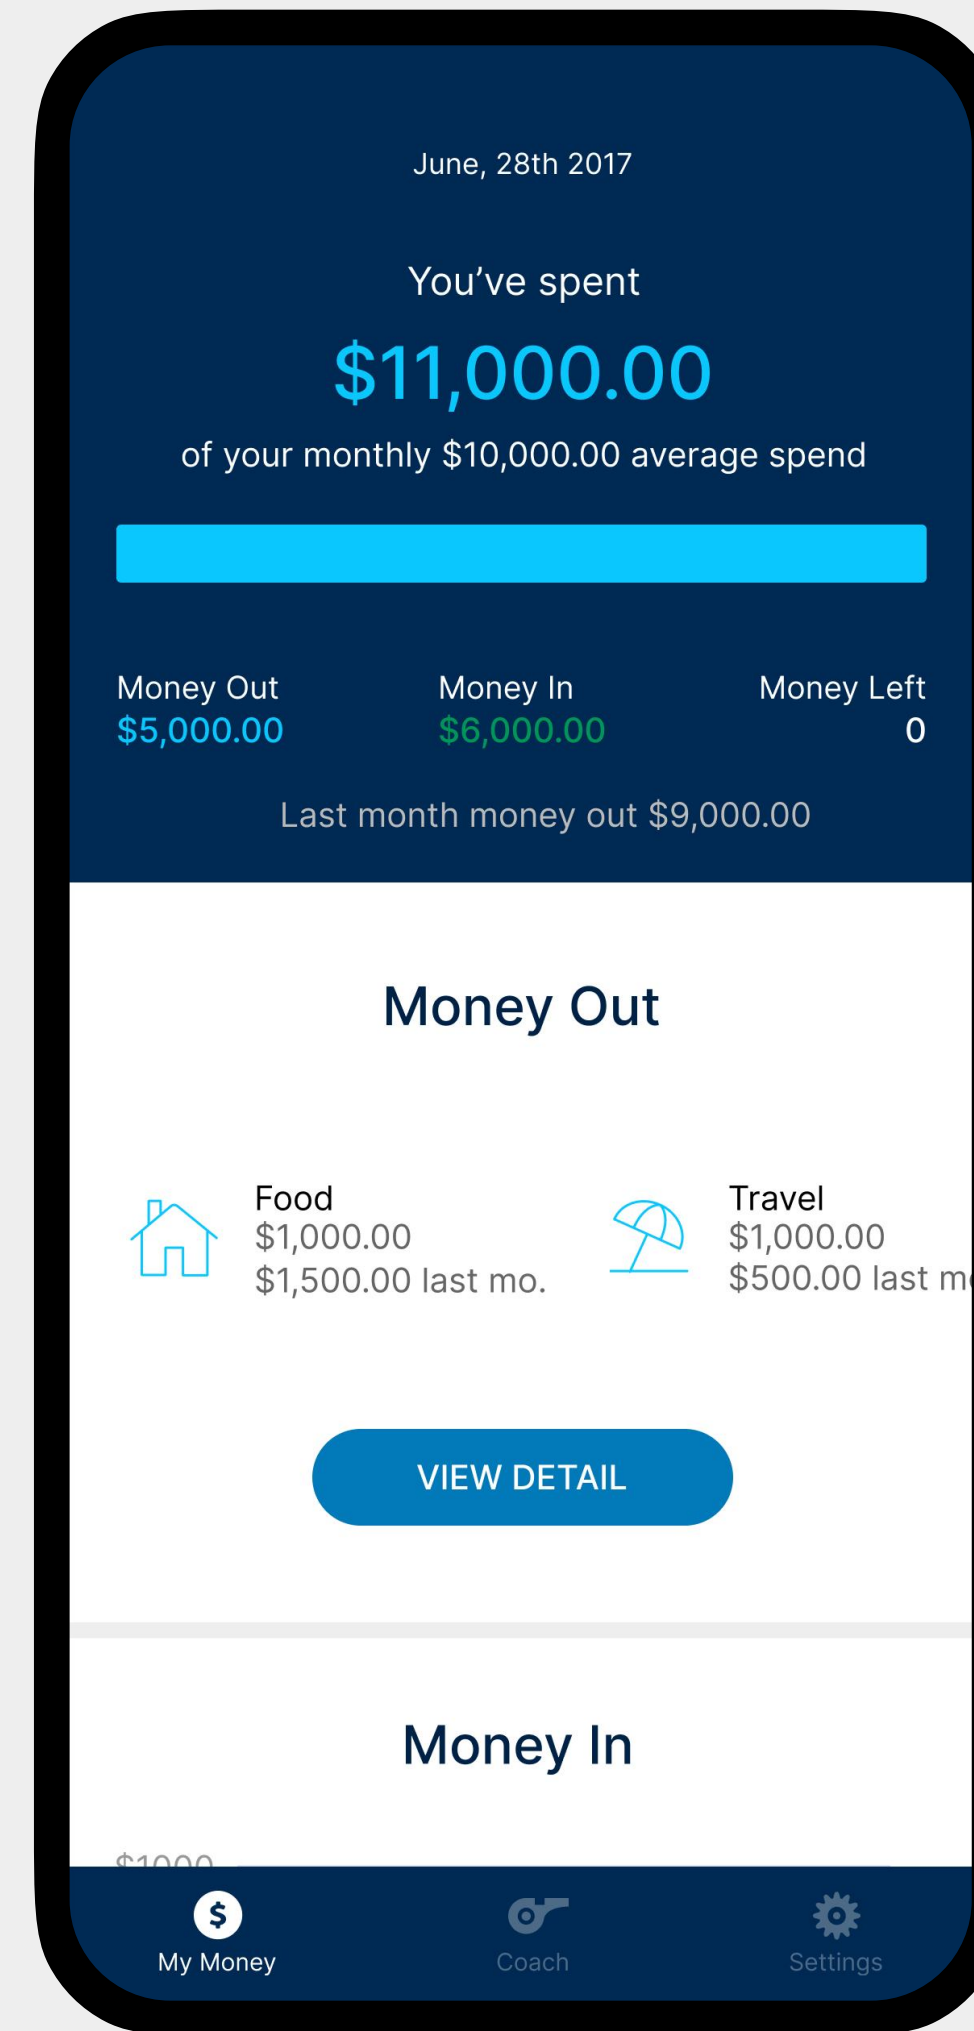 June, 28th 2017
You’ve spent
$11,000.00
of your monthly $10,000.00 average spend
Money Out
$5,000.00
Money In
$6,000.00
Money Left
0
Last month money out $9,000.00
Money Out
Food
$1,000.00
$1,500.00 last mo.
Travel
$1,000.00
$500.00 last
VIEW DETAIL
Money In
$1000
$
My Money
Coach
Settings